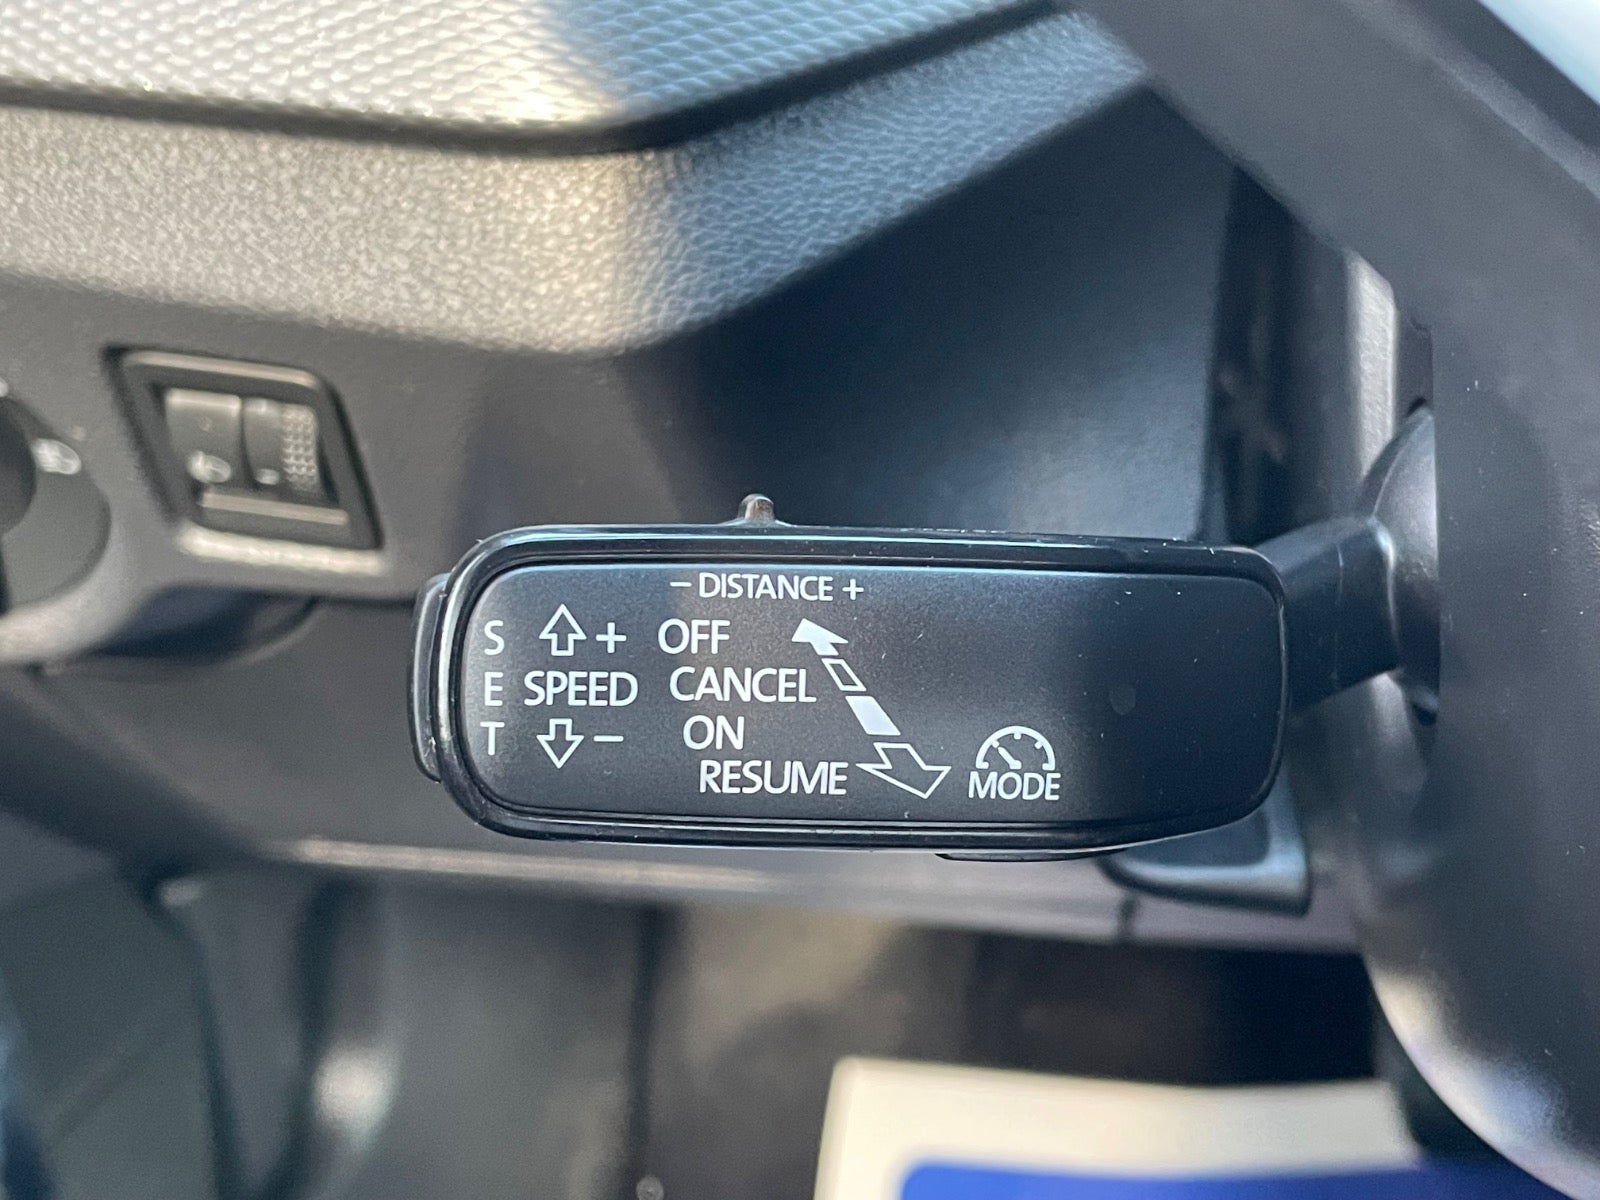 – DISTANCE +
S + OFF
E SPEED CANCEL
T – ON
RESUME
MODE